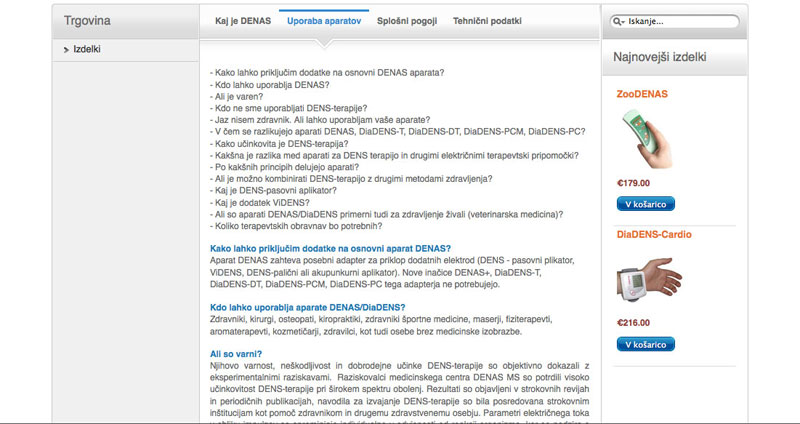 Trgovina
Izdelki
Kaj je DENAS
Uporaba aparatov
Splošni pogoji
Tehnični podatki
- Kako lahko priključim dodatke na osnovni DENAS aparata?
- Kdo lahko uporablja DENAS?
- Ali je varen?
- Kdo ne sme uporabljati DENS-terapije?
- Jaz nisem zdravnik. Ali lahko uporabljam vaše aparate?
- V čem se razlikujejo aparati DENAS, DiaDENS-T, DiaDENS-DT, DiaDENS-PCM, DiaDENS-PC?
- Kako učinkovita je DENS-terapija?
- Kakšna je razlika med aparati za DENS terapijo in drugimi električnimi terapevtski pripomočki?
- Po kakšnih principih delujejo aparati?
- Ali je možno kombinirati DENS-terapijo z drugimi metodami zdravljenja?
- Kaj je DENS-pasovni aplikator?
- Kaj je dodatek ViDENS?
- Ali so aparati DENAS/DiaDENS primerni tudi za zdravljenje živali (veterinarska medicina)?
- Koliko terapevtskih obravnav bo potrebnih?
Kako lahko priključim dodatke na osnovni aparat DENAS?
Aparat DENAS zahteva posebni adapter za priklop dodatnih elektrod (DENS - pasovni plikator,
ViDENS, DENS-palični ali akupunkurni aplikator). Nove inačice DENAS+, DiaDENS-T,
DiaDENS-DT, DiaDENS-PCM, DiaDENS-PC tega adapterja ne potrebujejo.
Kdo lahko uporablja aparate DENAS/DiaDENS?
Zdravniki, kirurgi, osteopati, kiropraktiki, zdravniki športne medicine, maserji, fiziterapevti,
aromaterapevti, kozmetičarji, zdravilci, kot tudi osebe brez medicinske izobrazbe.
Ali so varni?
Njihovo varnost, neškodljivost in dobrodejne učinke DENS-terapije so objektivno dokazali z
eksperimentalnimi raziskavami. Raziskovalci medicinskega centra DENAS MS so potrdili visoko
učinkovitost DENS-terapije pri širokem spektru obolenj. Rezultati so objavljeni v strokovnih revijah
in periodičnih publikacijah, navodila za izvajanje DENS-terapije so bila posredovana strokovnim
inštitucijam kot pomoč zdravnikom in drugemu zdravstvenemu osebju. Parametri električnega toka
Iskanje...
Najnovejši izdelki
ZooDENAS
€179.00
V košarico
DiaDENS-Cardio
€216.00
V košarico